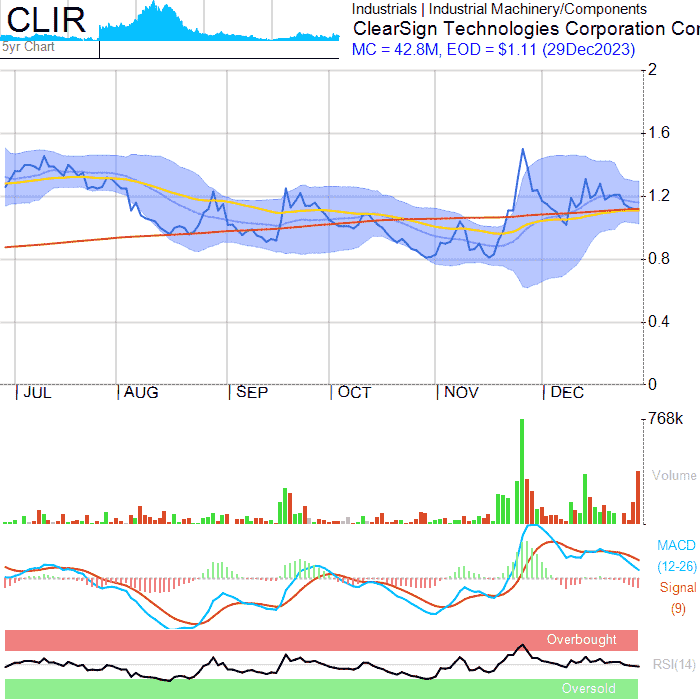 CLIR
5yr Chart
Industrials | Industrial Machinery/Components
ClearSign Technologies Corporation Cor
MC = 42.8M, EOD = $1.11 (29Dec2023)
2
1.6
1.2
0.8
0.4
0
JUL AUG SEP OCT NOV DEC
768k
Volume
MACD
(12-26)
Signal
(9)
Overbought
RSI(14)
Oversold